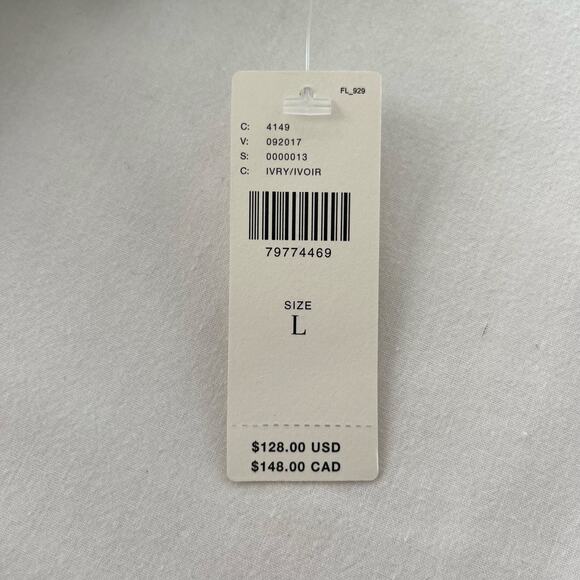 FL_929
C: 4149
V: 092017
S: 0000013
C: IVRY/IVOIR
79774469
SIZE
L
$128.00 USD
$148.00 CAD